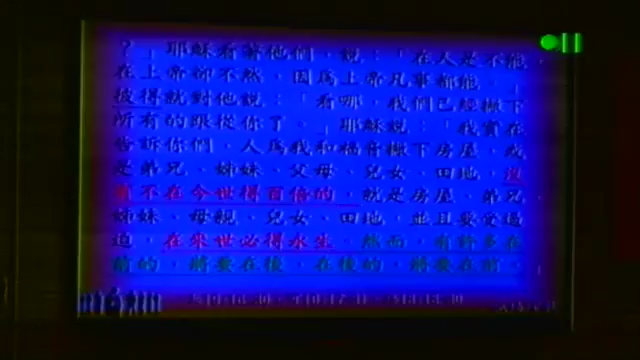 ？」耶穌看著他們，說：「在人是不能，
在上帝卻不然，因為上帝凡事都能。」
彼得就對他說：「看哪，我們已經撇下
所有的跟從你了。」耶穌說：「我實在
告訴你們，人為我和福音撇下房屋，或
是弟兄、姊妹、父母、兒女、田地，沒
有不在今世得百倍的，就是房屋、弟兄、
姊妹、母親、兒女、田地，並且要受逼
迫，在來世必得永生。然而，有許多在
前的，將要在後，在後的，將要在前。